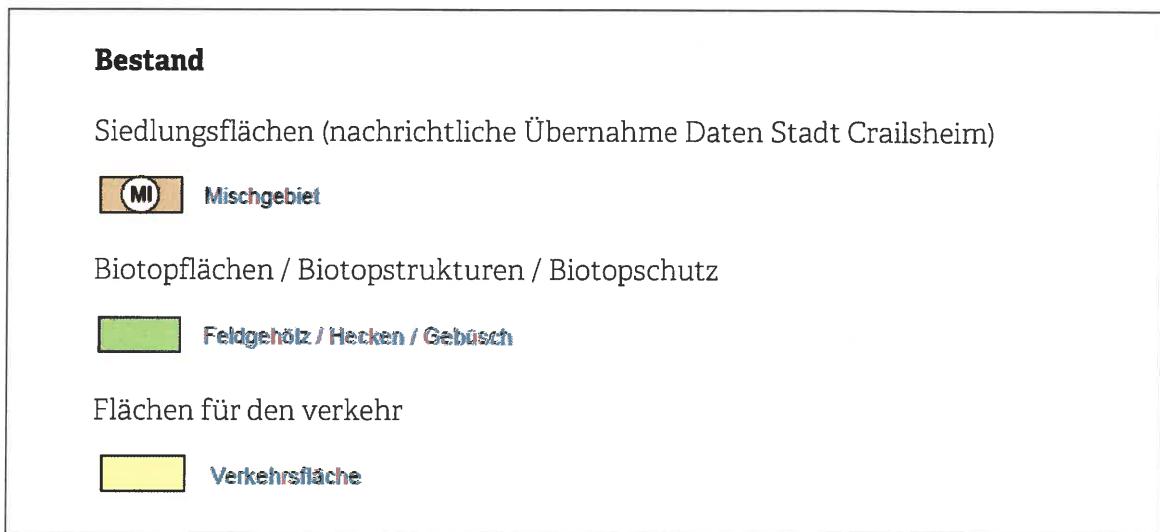 Bestand
Siedlungsflächen (nachrichtliche Übernahme Daten Stadt Crailsheim)
MI Mischgebiet
Biotopflächen / Biotopstrukturen / Biotopschutz
Feldgehölz / Hecken / Gebüsch
Flächen für den verkehr
Verkehrsfläche